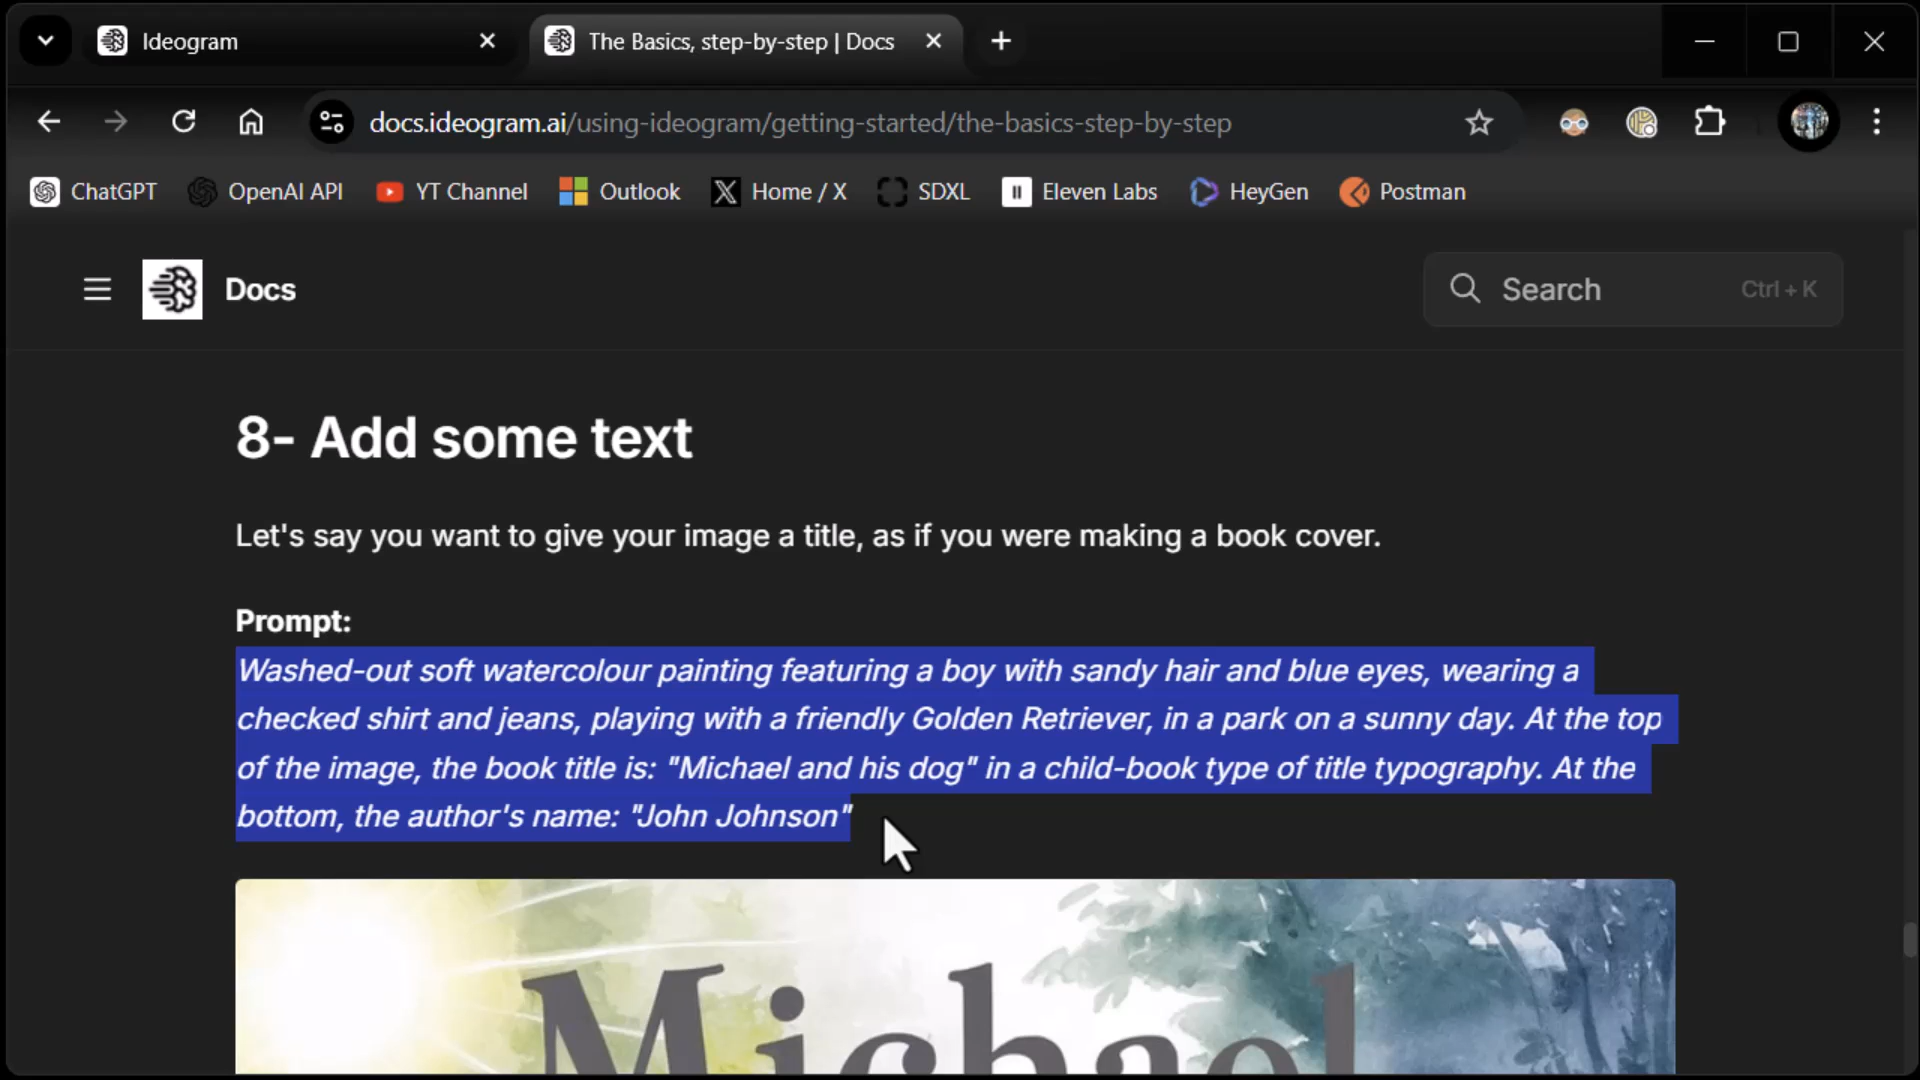 Ideogram
The Basics, step-by-step | Docs
docs.ideogram.ai/using-ideogram/getting-started/the-basics-step-by-step
ChatGPT
OpenAI API
YT Channel
Outlook
Home / X
SDXL
Eleven Labs
HeyGen
Postman
Docs
Search
Ctrl + K
8- Add some text
Let's say you want to give your image a title, as if you were making a book cover.
Prompt:
Washed-out soft watercolour painting featuring a boy with sandy hair and blue eyes, wearing a
checked shirt and jeans, playing with a friendly Golden Retriever, in a park on a sunny day. At the top
of the image, the book title is: "Michael and his dog" in a child-book type of title typography. At the
bottom, the author's name: "John Johnson"
Michael